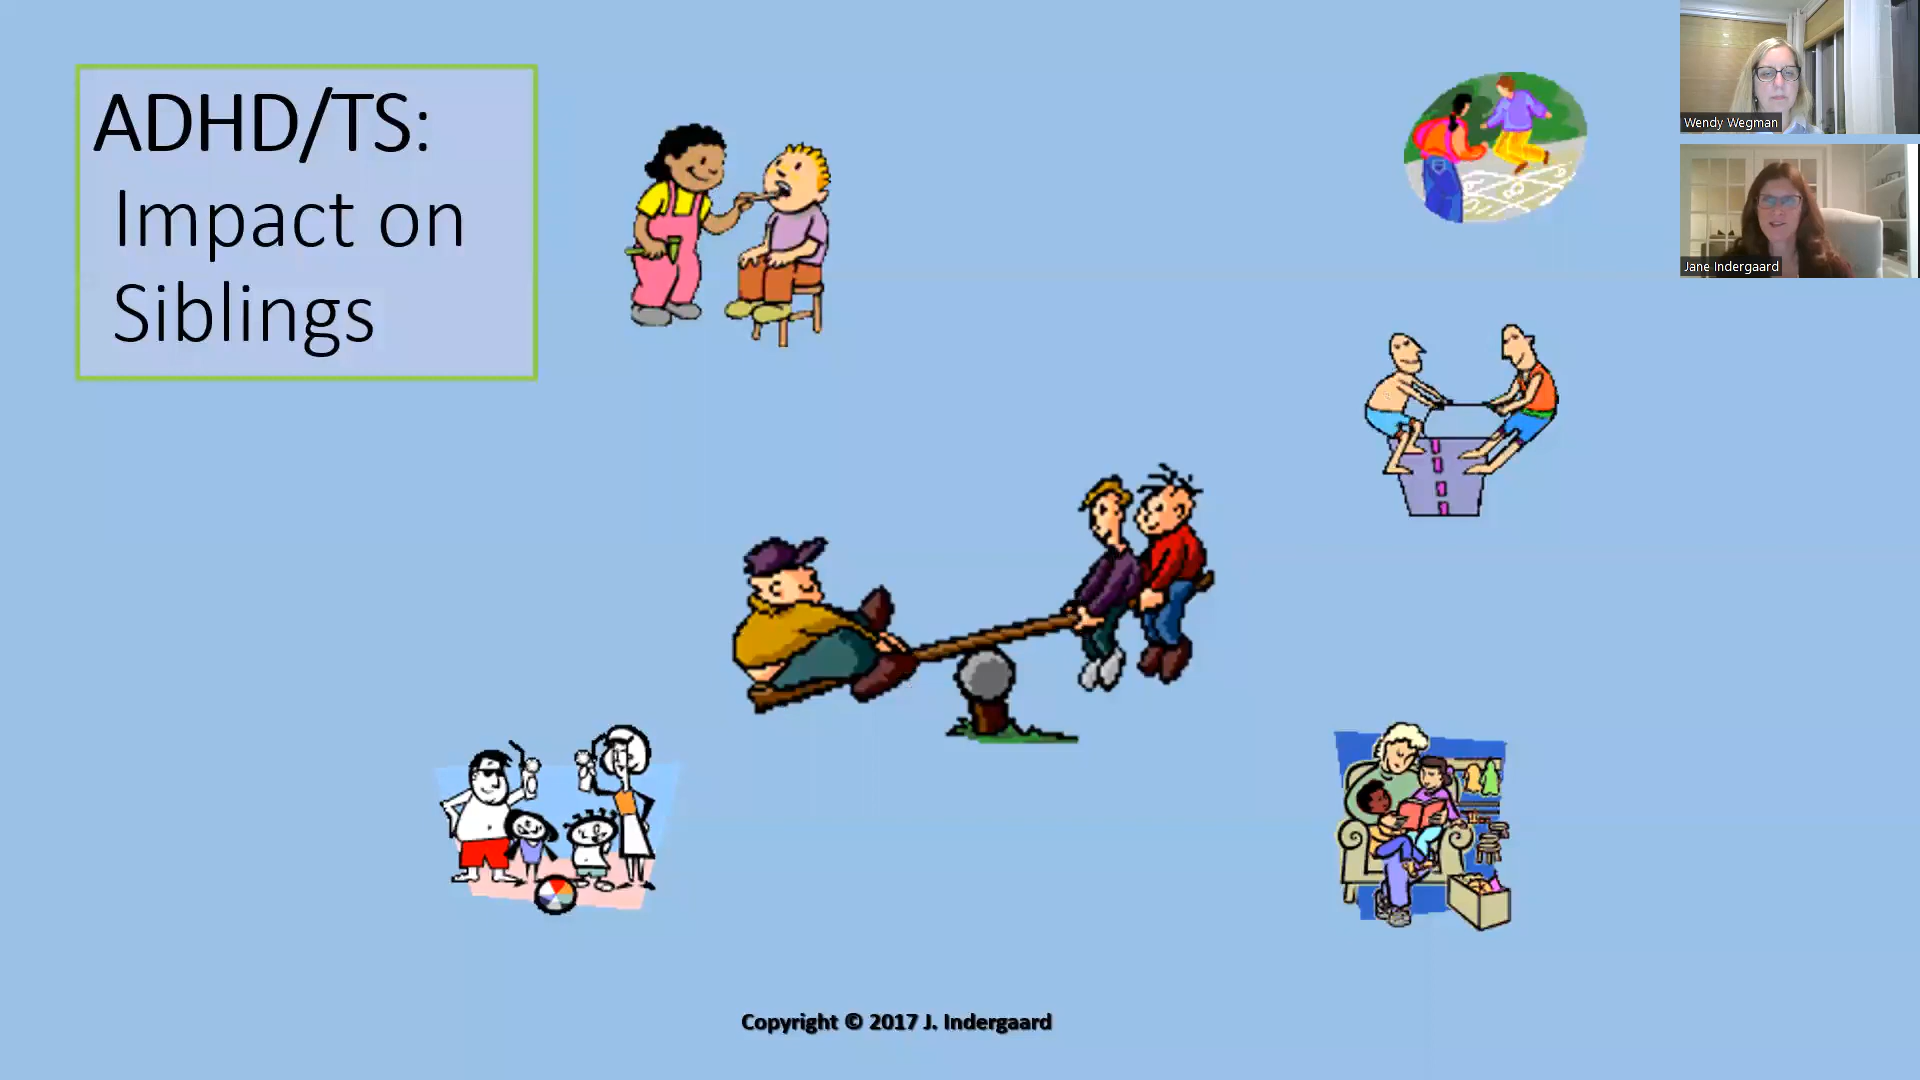 ADHD/TS:
Impact on
Siblings
Wendy Wegman
Jane Indergaard
Copyright © 2017 J. Indergaard